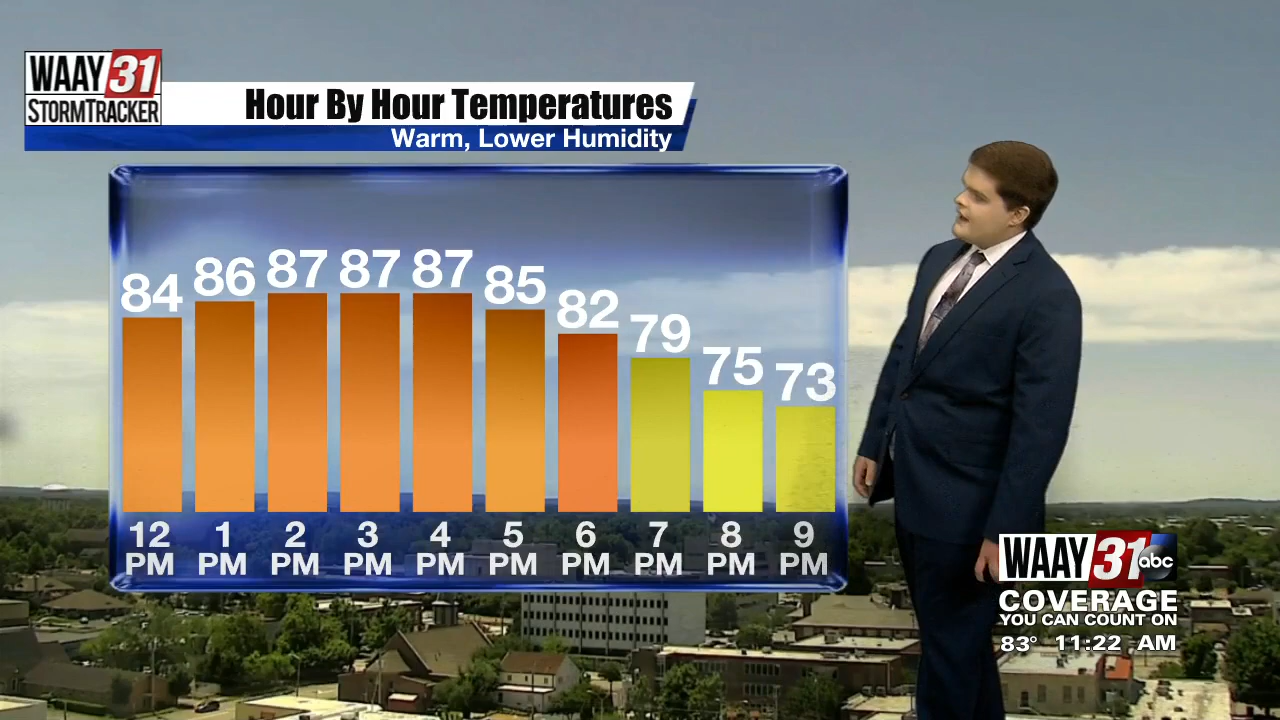 WAAY 31
STORMTRACKER
Hour By Hour Temperatures
Warm, Lower Humidity
84 86 87 87 87 85 82 79 75 73
12 1 2 3 4 5 6 7 8 9
PM PM PM PM PM PM PM PM PM PM
WAAY 31 abc
COVERAGE
YOU CAN COUNT ON
83° 11:22 AM